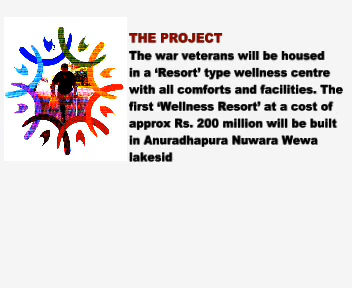 THE PROJECT
The war veterans will be housed
in a ‘Resort’ type wellness centre
with all comforts and facilities. The
first ‘Wellness Resort’ at a cost of
approx Rs. 200 million will be built
in Anuradhapura Nuwara Wewa
lakesid